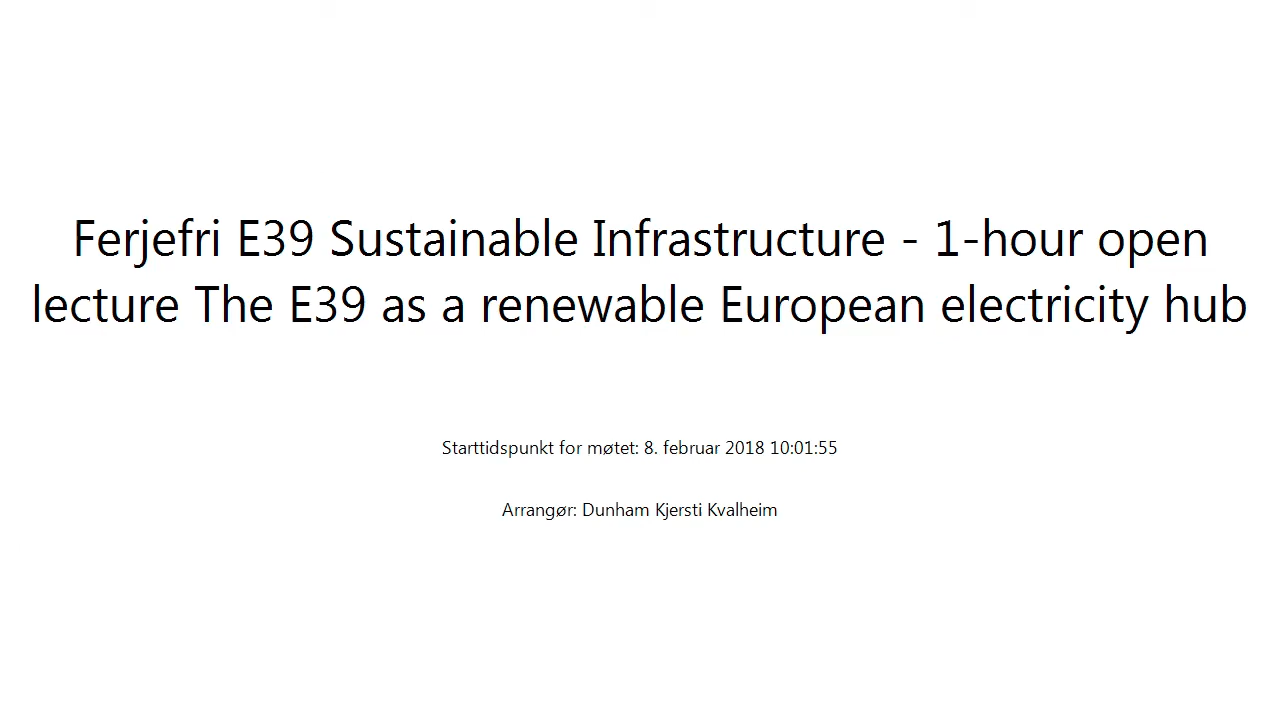 Ferjefri E39 Sustainable Infrastructure - 1-hour open
lecture The E39 as a renewable European electricity hub
Starttidspunkt for møtet: 8. februar 2018 10:01:55
Arrangør: Dunham Kjersti Kvalheim